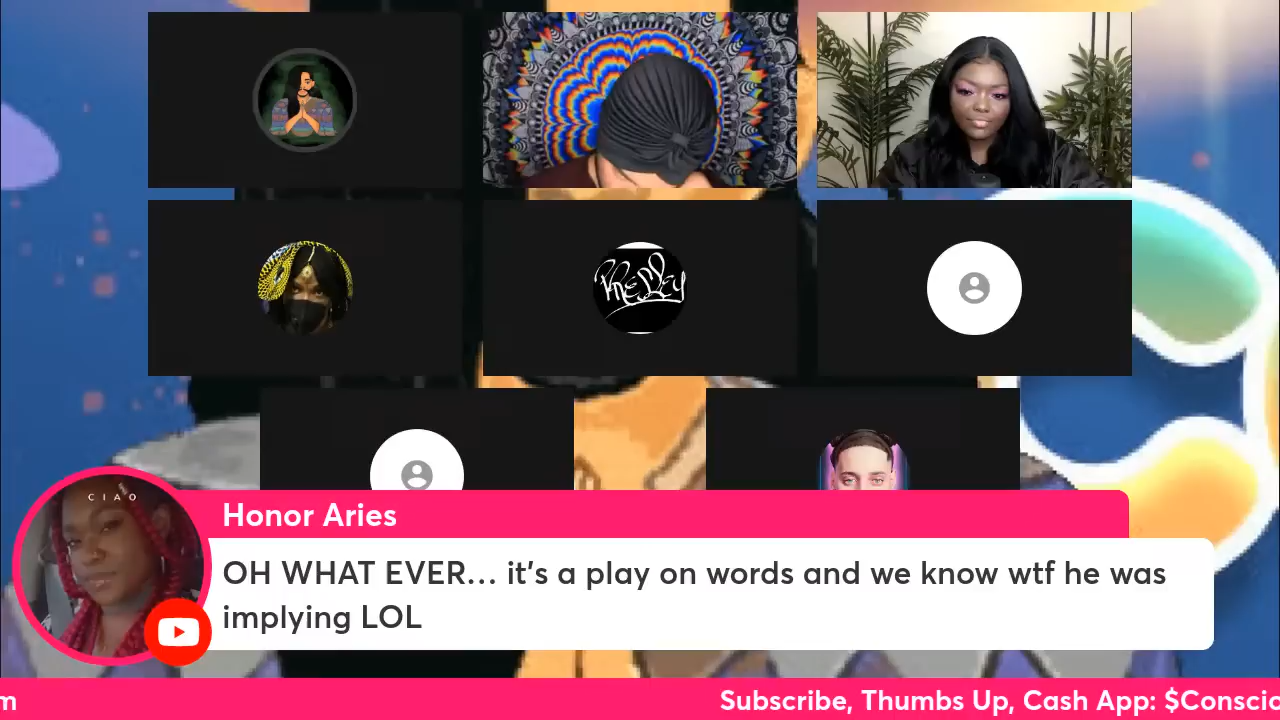 KNESLEY
CIAO
Honor Aries
OH WHAT EVER... it's a play on words and we know wtf he was
implying LOL
m
Subscribe, Thumbs Up, Cash App: $Conscio